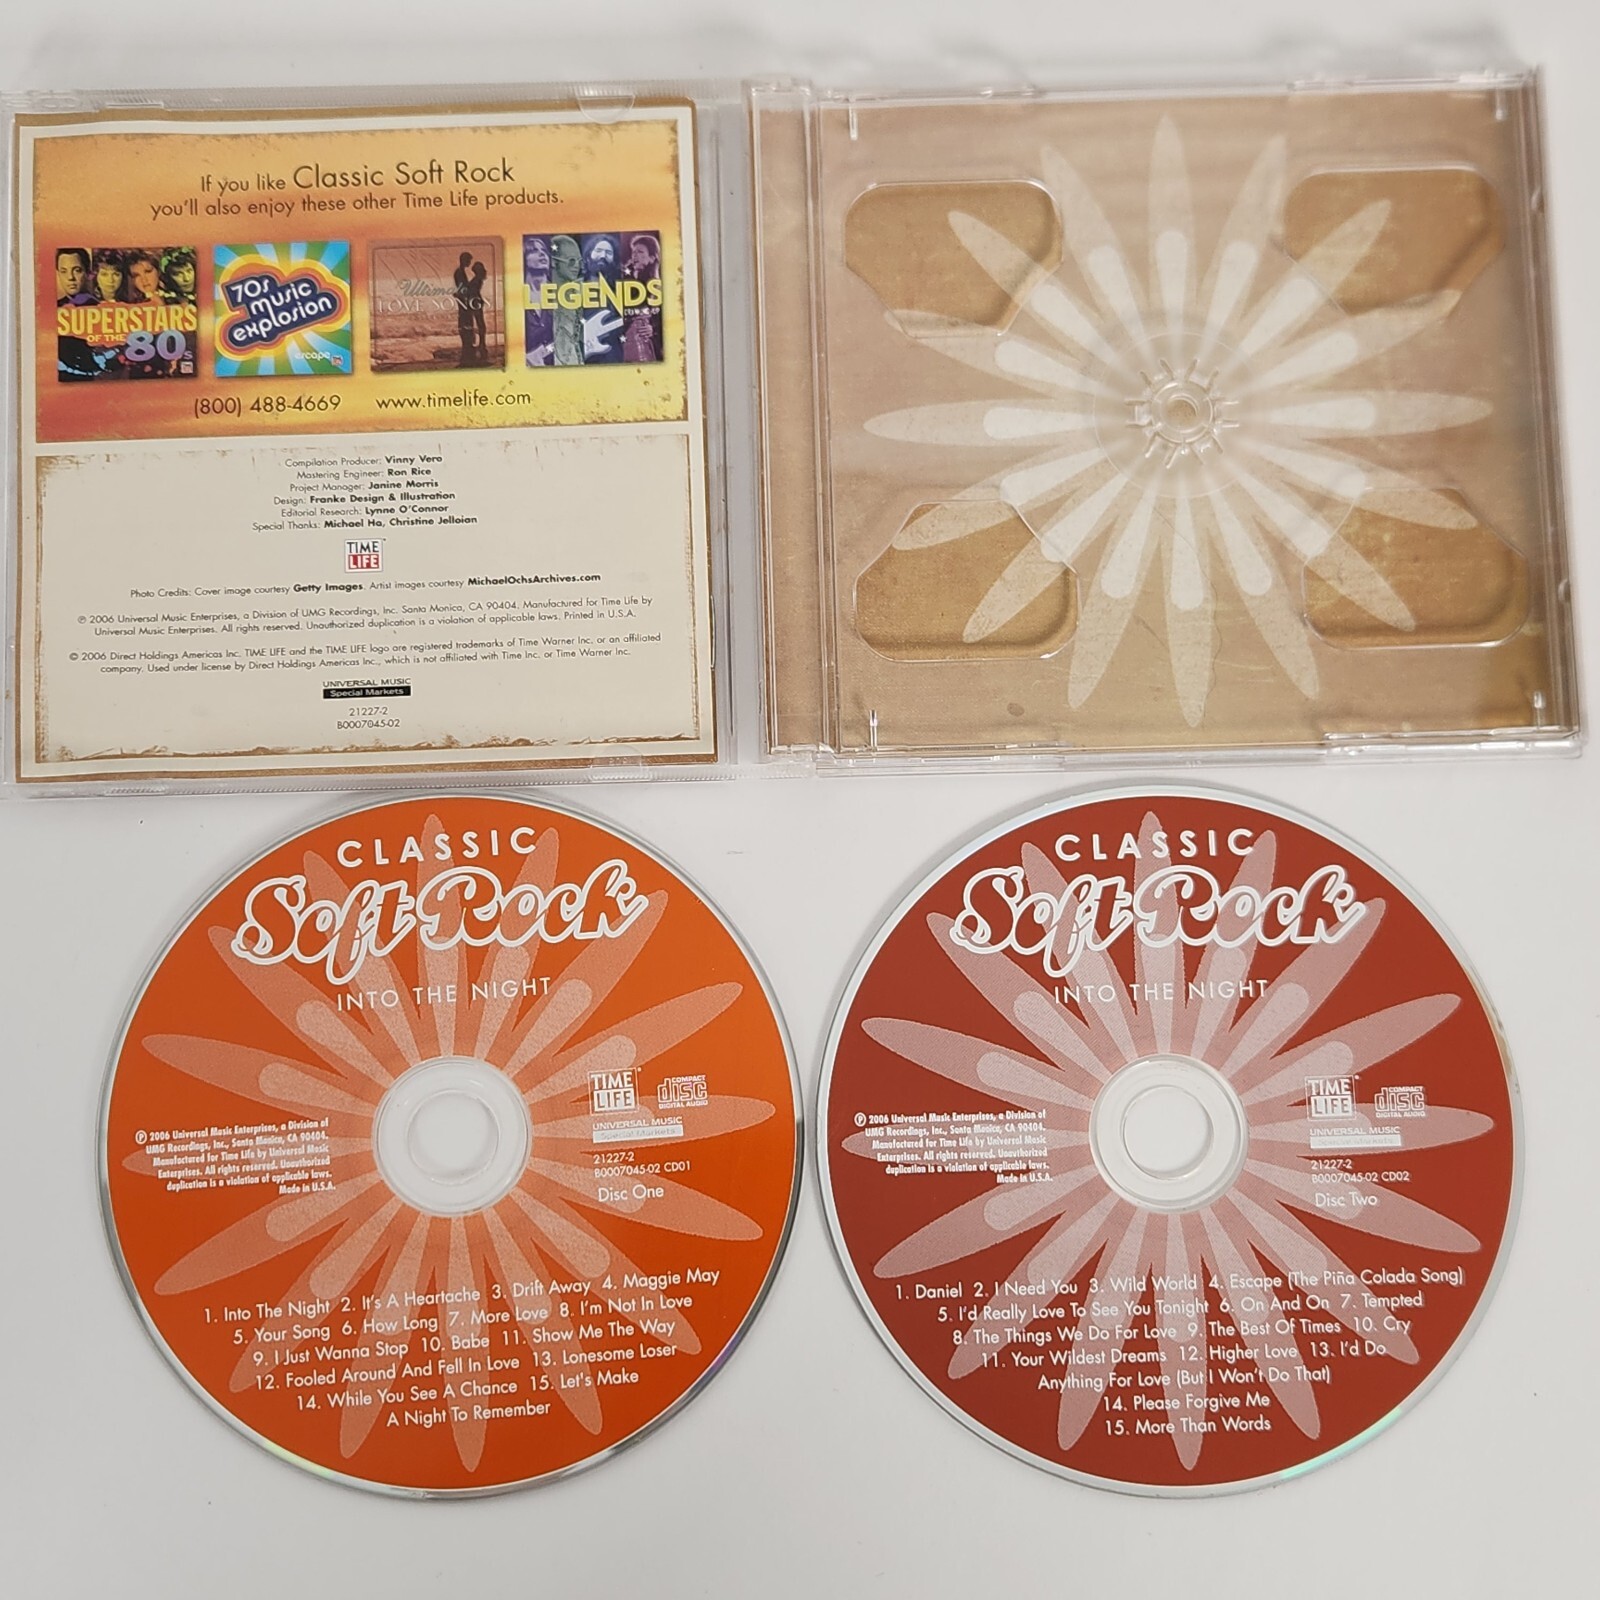 If you like Classic Soft Rock
you'll also enjoy these other Time Life products.
SUPERSTARS
OF THE 80s
70s
music
explosion
escape
Ultimate
LOVE SONGS
LEGENDS
(800) 488-4669 www.timelife.com
Compilation Producer: Vinny Vero
Mastering Engineer: Ron Rice
Project Manager: Janine Morris
Design: Franke Design & Illustration
Editorial Research: Lynne O'Connor
Special Thanks: Michael Ha, Christine Jelloian
TIME
LIFE
Photo Credits: Cover image courtesy Getty Images. Artist images courtesy MichaelOchsArchives.com
℗ 2006 Universal Music Enterprises, a Division of UMG Recordings, Inc. Santa Monica, CA 90404. Manufactured for Time Life by
Universal Music Enterprises. All rights reserved. Unauthorized duplication is a violation of applicable laws. Printed in U.S.A.
© 2006 Direct Holdings Americas Inc. TIME LIFE and the TIME LIFE logo are registered trademarks of Time Warner Inc. or an affiliated
company. Used under license by Direct Holdings Americas Inc., which is not affiliated with Time Inc. or Time Warner Inc.
UNIVERSAL MUSIC
Special Markets
21227-2
B0007045-02
CLASSIC
Soft Rock
INTO THE NIGHT
TIME
LIFE
COMPACT
disc
DIGITAL AUDIO
℗ 2006 Universal Music Enterprises, a Division of
UMG Recordings, Inc., Santa Monica, CA 90404.
Manufactured for Time Life by Universal Music
Enterprises. All rights reserved. Unauthorized
duplication is a violation of applicable laws.
Made in U.S.A.
UNIVERSAL MUSIC
Special Markets
21227-2
B0007045-02 CD01
Disc One
1. Into The Night 2. It's A Heartache 3. Drift Away 4. Maggie May
5. Your Song 6. How Long 7. More Love 8. I'm Not In Love
9. I Just Wanna Stop 10. Babe 11. Show Me The Way
12. Fooled Around And Fell In Love 13. Lonesome Loser
14. While You See A Chance 15. Let's Make
A Night To Remember
CLASSIC
Soft Rock
INTO THE NIGHT
TIME
LIFE
COMPACT
disc
DIGITAL AUDIO
℗ 2006 Universal Music Enterprises, a Division of
UMG Recordings, Inc., Santa Monica, CA 90404.
Manufactured for Time Life by Universal Music
Enterprises. All rights reserved. Unauthorized
duplication is a violation of applicable laws.
Made in U.S.A.
UNIVERSAL MUSIC
Special Markets
21227-2
B0007045-02 CD02
Disc Two
1. Daniel 2. I Need You 3. Wild World 4. Escape (The Piña Colada Song)
5. I'd Really Love To See You Tonight 6. On And On 7. Tempted
8. The Things We Do For Love 9. The Best Of Times 10. Cry
11. Your Wildest Dreams 12. Higher Love 13. I'd Do
Anything For Love (But I Won't Do That)
14. Please Forgive Me
15. More Than Words